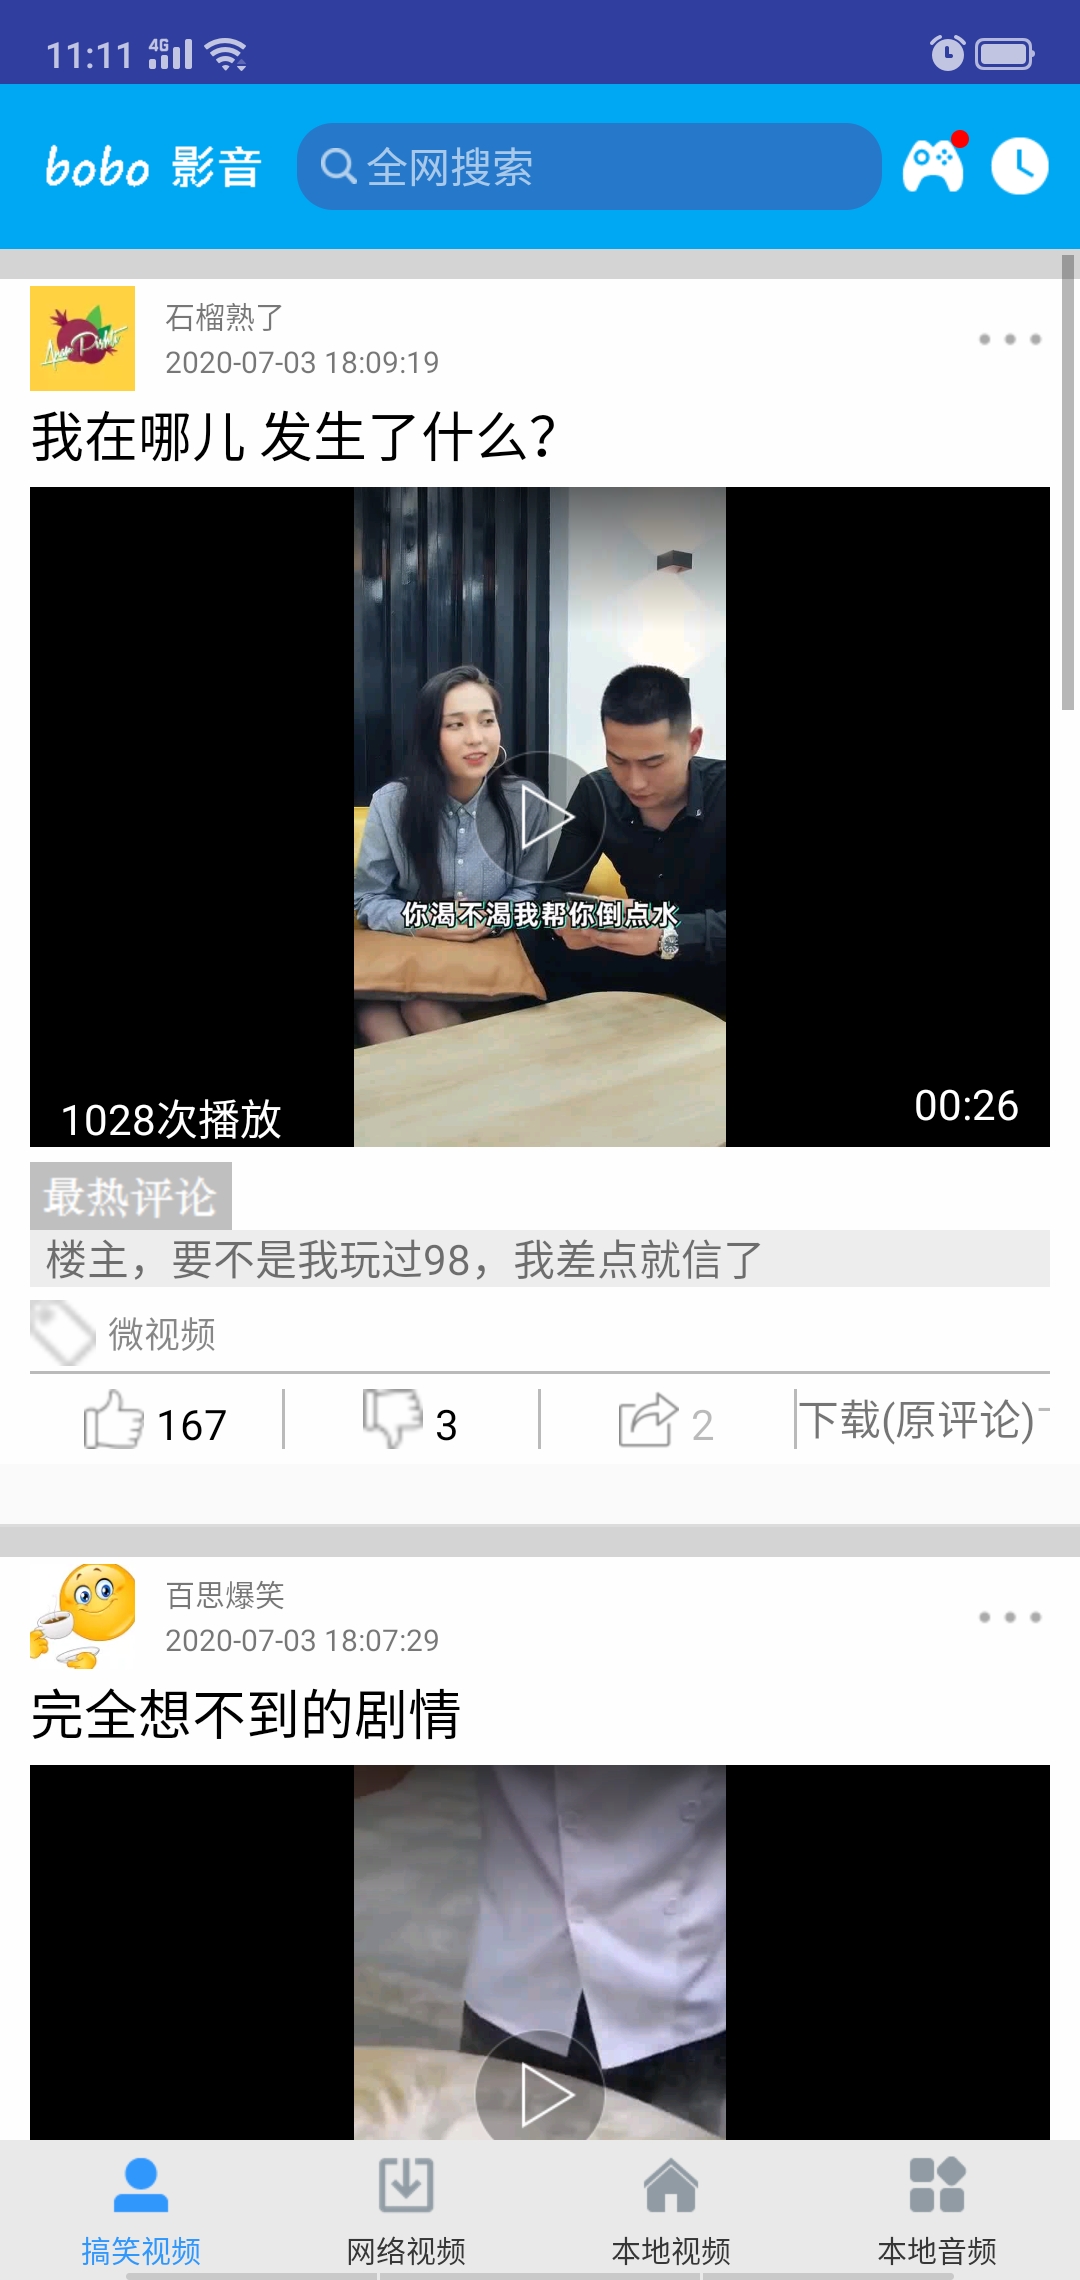 11:11 4G
bobo 影音 全网搜索
石榴熟了
2020-07-03 18:09:19
我在哪儿 发生了什么？
你渴不渴我帮你倒点水
1028次播放 00:26
最热评论
楼主，要不是我玩过98，我差点就信了
微视频
167 3 2 下载(原评论)
百思爆笑
2020-07-03 18:07:29
完全想不到的剧情
搞笑视频 网络视频 本地视频 本地音频